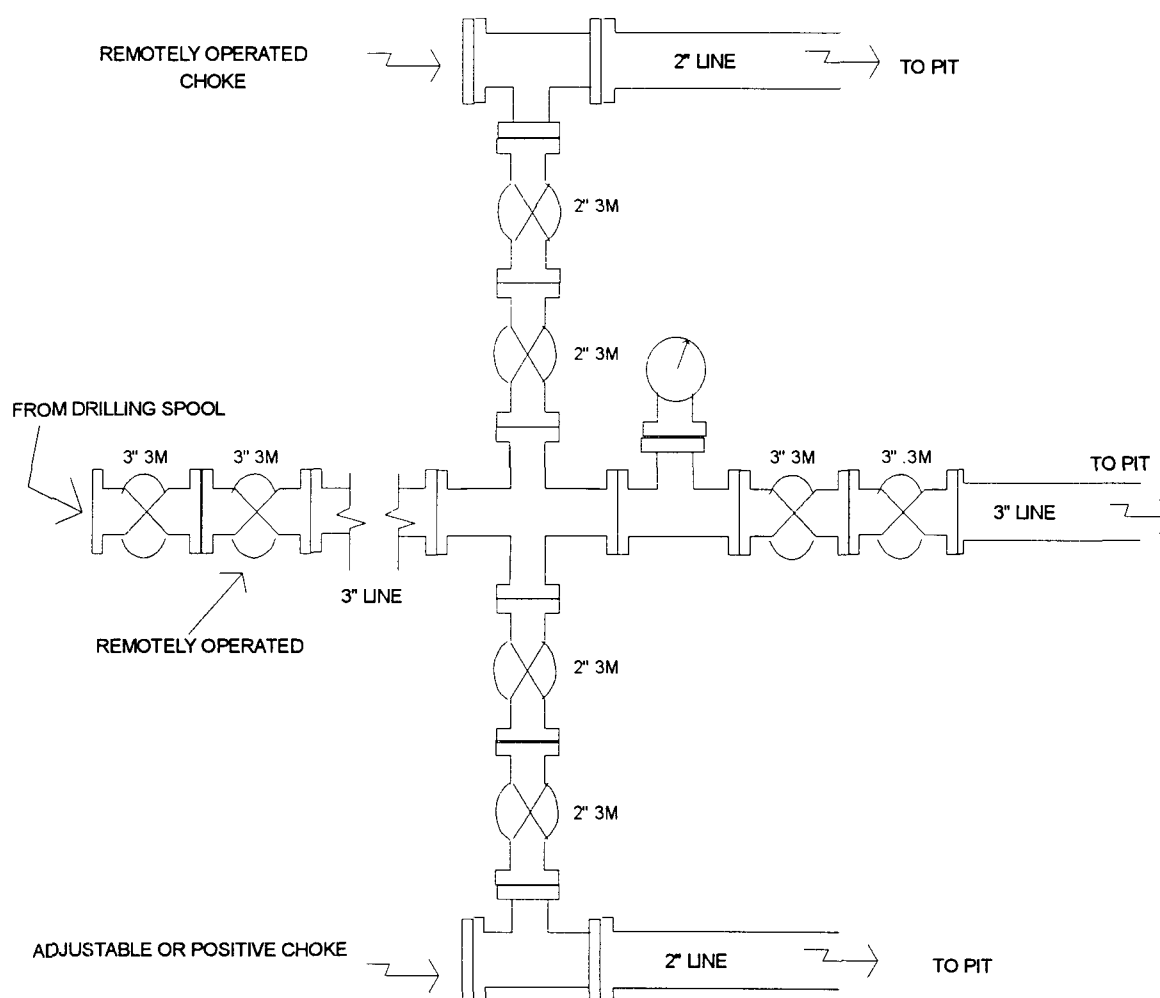 REMOTELY OPERATED
CHOKE
2" LINE
TO PIT
2" 3M
2" 3M
FROM DRILLING SPOOL
3" 3M
3" 3M
3" 3M
3" .3M
TO PIT
3" LINE
3" LINE
REMOTELY OPERATED
2" 3M
2" 3M
ADJUSTABLE OR POSITIVE CHOKE
2" LINE
TO PIT